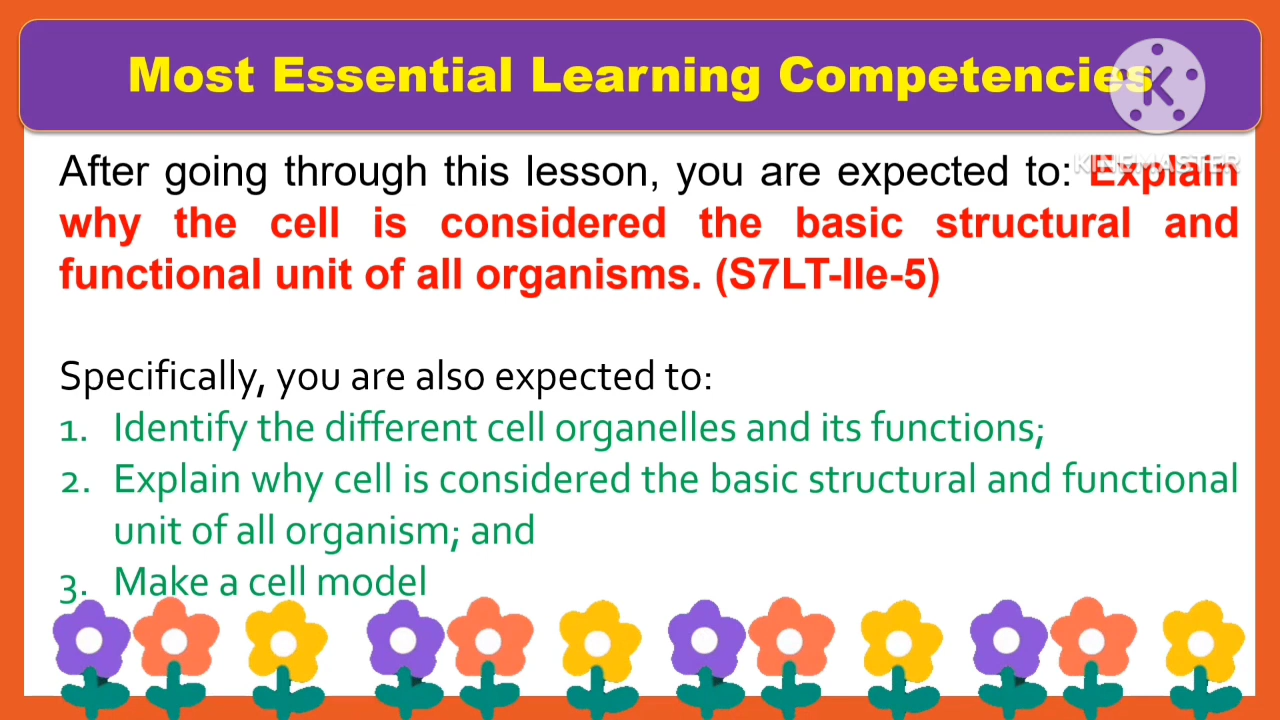 Most Essential Learning Competencies
K
KINEMASTER
After going through this lesson, you are expected to: Explain
why the cell is considered the basic structural and
functional unit of all organisms. (S7LT-IIe-5)
Specifically, you are also expected to:
1. Identify the different cell organelles and its functions;
2. Explain why cell is considered the basic structural and functional
unit of all organism; and
3. Make a cell model